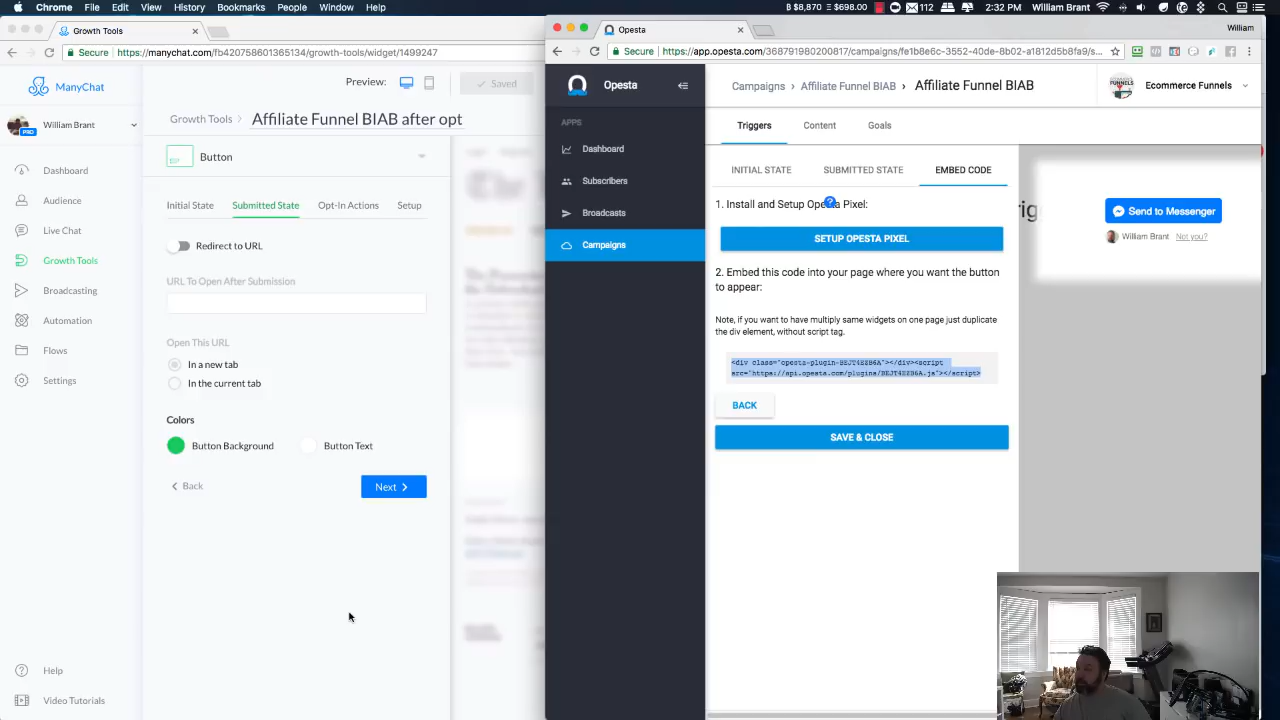 Chrome File Edit View History Bookmarks People Window Help
$ 8,870 $698.00 112 2:32 PM William Brant
Growth Tools
Secure https://manychat.com/fb420758601365134/growth-tools/widget/1499247
ManyChat
William Brant
PRO
Dashboard
Audience
Live Chat
Growth Tools
Broadcasting
Automation
Flows
Settings
Help
Video Tutorials
Preview:
Saved
Growth Tools
Affiliate Funnel BIAB after opt
Button
Initial State Submitted State Opt-In Actions Setup
Redirect to URL
URL To Open After Submission
Open This URL
In a new tab
In the current tab
Colors
Button Background Button Text
Back Next
Opesta William
Secure https://app.opesta.com/368791980200817/campaigns/fe1b8e6c-3552-40de-8b02-a1812d5b8fa9/s...
Opesta
APPS
Dashboard
Subscribers
Broadcasts
Campaigns
Campaigns › Affiliate Funnel BIAB › Affiliate Funnel BIAB
Ecommerce Funnels
Triggers Content Goals
INITIAL STATE SUBMITTED STATE EMBED CODE
1. Install and Setup Opesta Pixel:
SETUP OPESTA PIXEL
2. Embed this code into your page where you want the button
to appear:
Note, if you want to have multiply same widgets on one page just duplicate
the div element, without script tag.
BACK
SAVE & CLOSE
Send to Messenger
William Brant Not you?